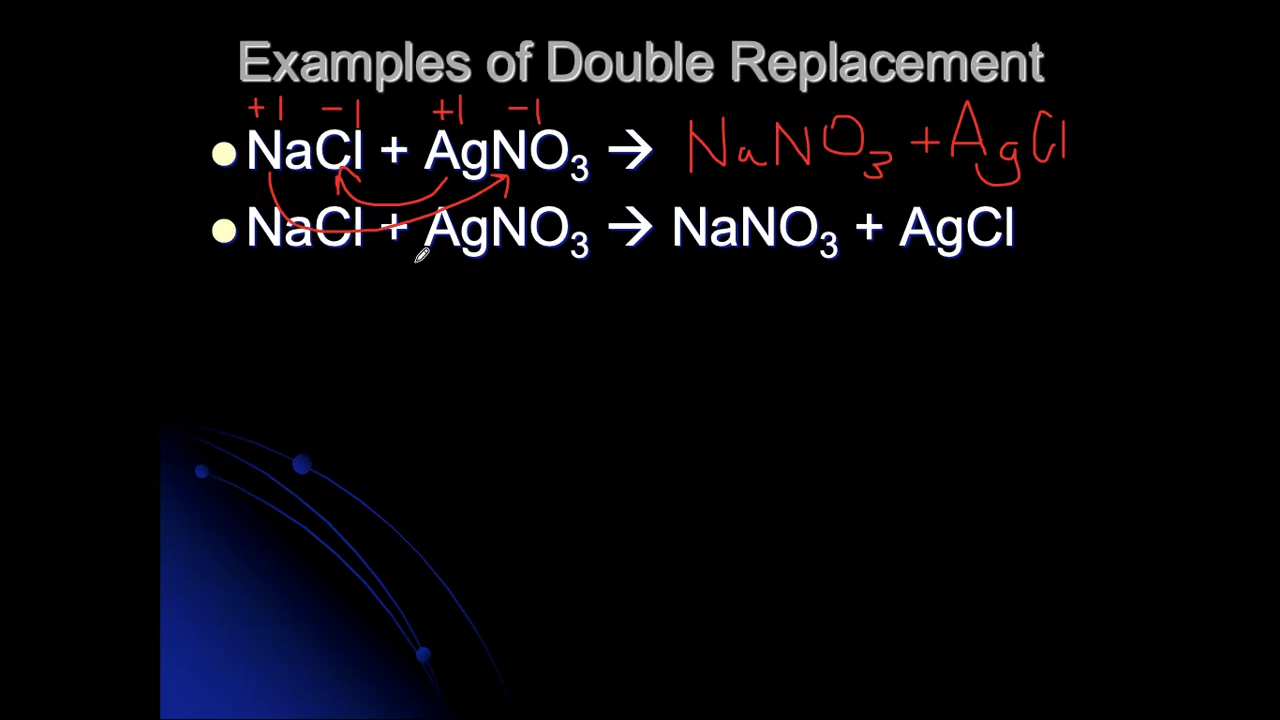 Examples of Double Replacement
+1 -1 +1 -1
NaCl + AgNO₃ → NaNO₃ + AgCl
NaCl + AgNO₃ → NaNO₃ + AgCl